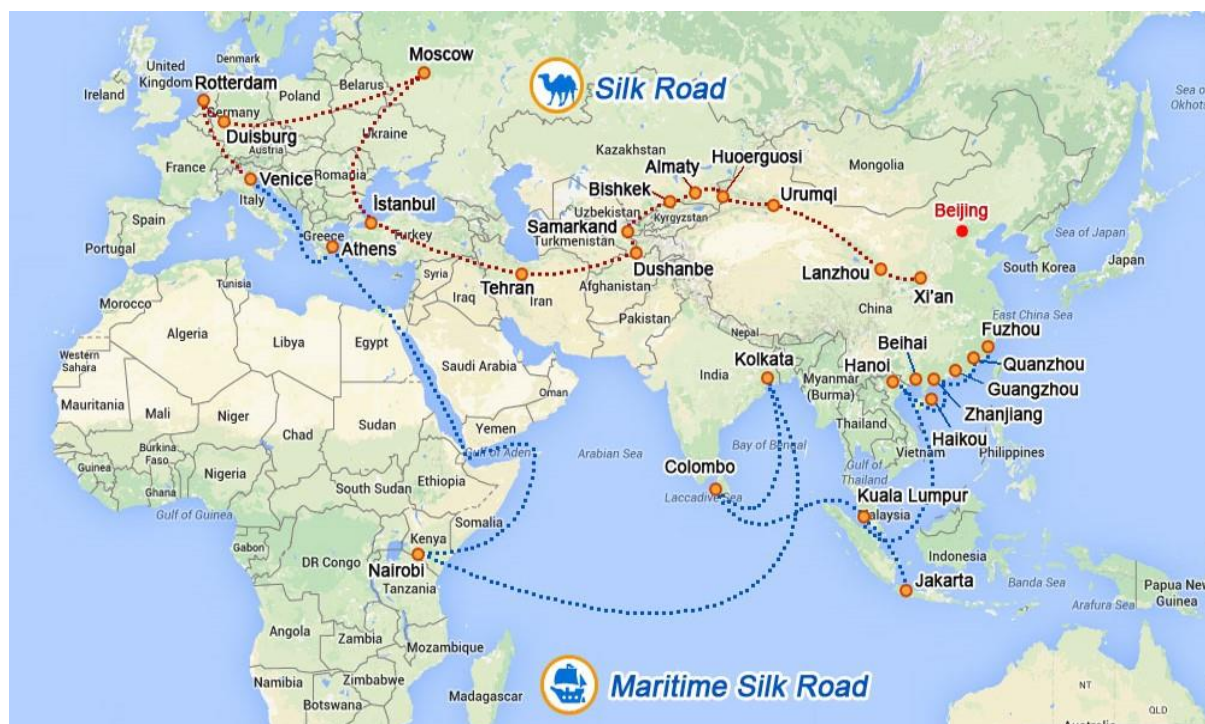 Moscow
Silk Road
Sea of
Okhots
Denmark
United
Kingdom
Ireland
Rotterdam
Belarus
Poland
Germany
Duisburg
Ukraine
Austria
France
Romania
Venice
Italy
Kazakhstan
Almaty
Huoerguosi
Mongolia
Bishkek
Urumqi
Uzbekistan
Kyrgyzstan
Beijing
Spain
Portugal
İstanbul
Greece
Turkey
Athens
Samarkand
Turkmenistan
Dushanbe
Sea of Japan
Japan
South Korea
Lanzhou
Xi'an
China
Tunisia
Syria
Tehran
Iraq
Iran
Afghanistan
Pakistan
Morocco
Algeria
Libya
Egypt
Western
Sahara
Saudi Arabia
Nepal
East China Sea
Fuzhou
Beihai
Kolkata
Hanoi
Quanzhou
India
Oman
Myanmar
(Burma)
Guangzhou
Mauritania
Mali
Niger
Chad
Sudan
Yemen
Thailand
Zhanjiang
Haikou
Gulf of Aden
Arabian Sea
Bay of Bengal
Vietnam
Philippines
Burkina
Faso
Guinea
Nigeria
Ghana
Ethiopia
South Sudan
Gulf of
Thailand
Colombo
Laccadive Sea
Gulf of Guinea
Somalia
Kuala Lumpur
Malaysia
Gabon
DR Congo
Kenya
Nairobi
Tanzania
Indonesia
Jakarta
Banda Sea
Papua New
Guinea
Arafura Sea
Angola
Zambia
Mozambique
Namibia
Zimbabwe
Botswana
Madagascar
Maritime Silk Road
NT
QLD
Australia